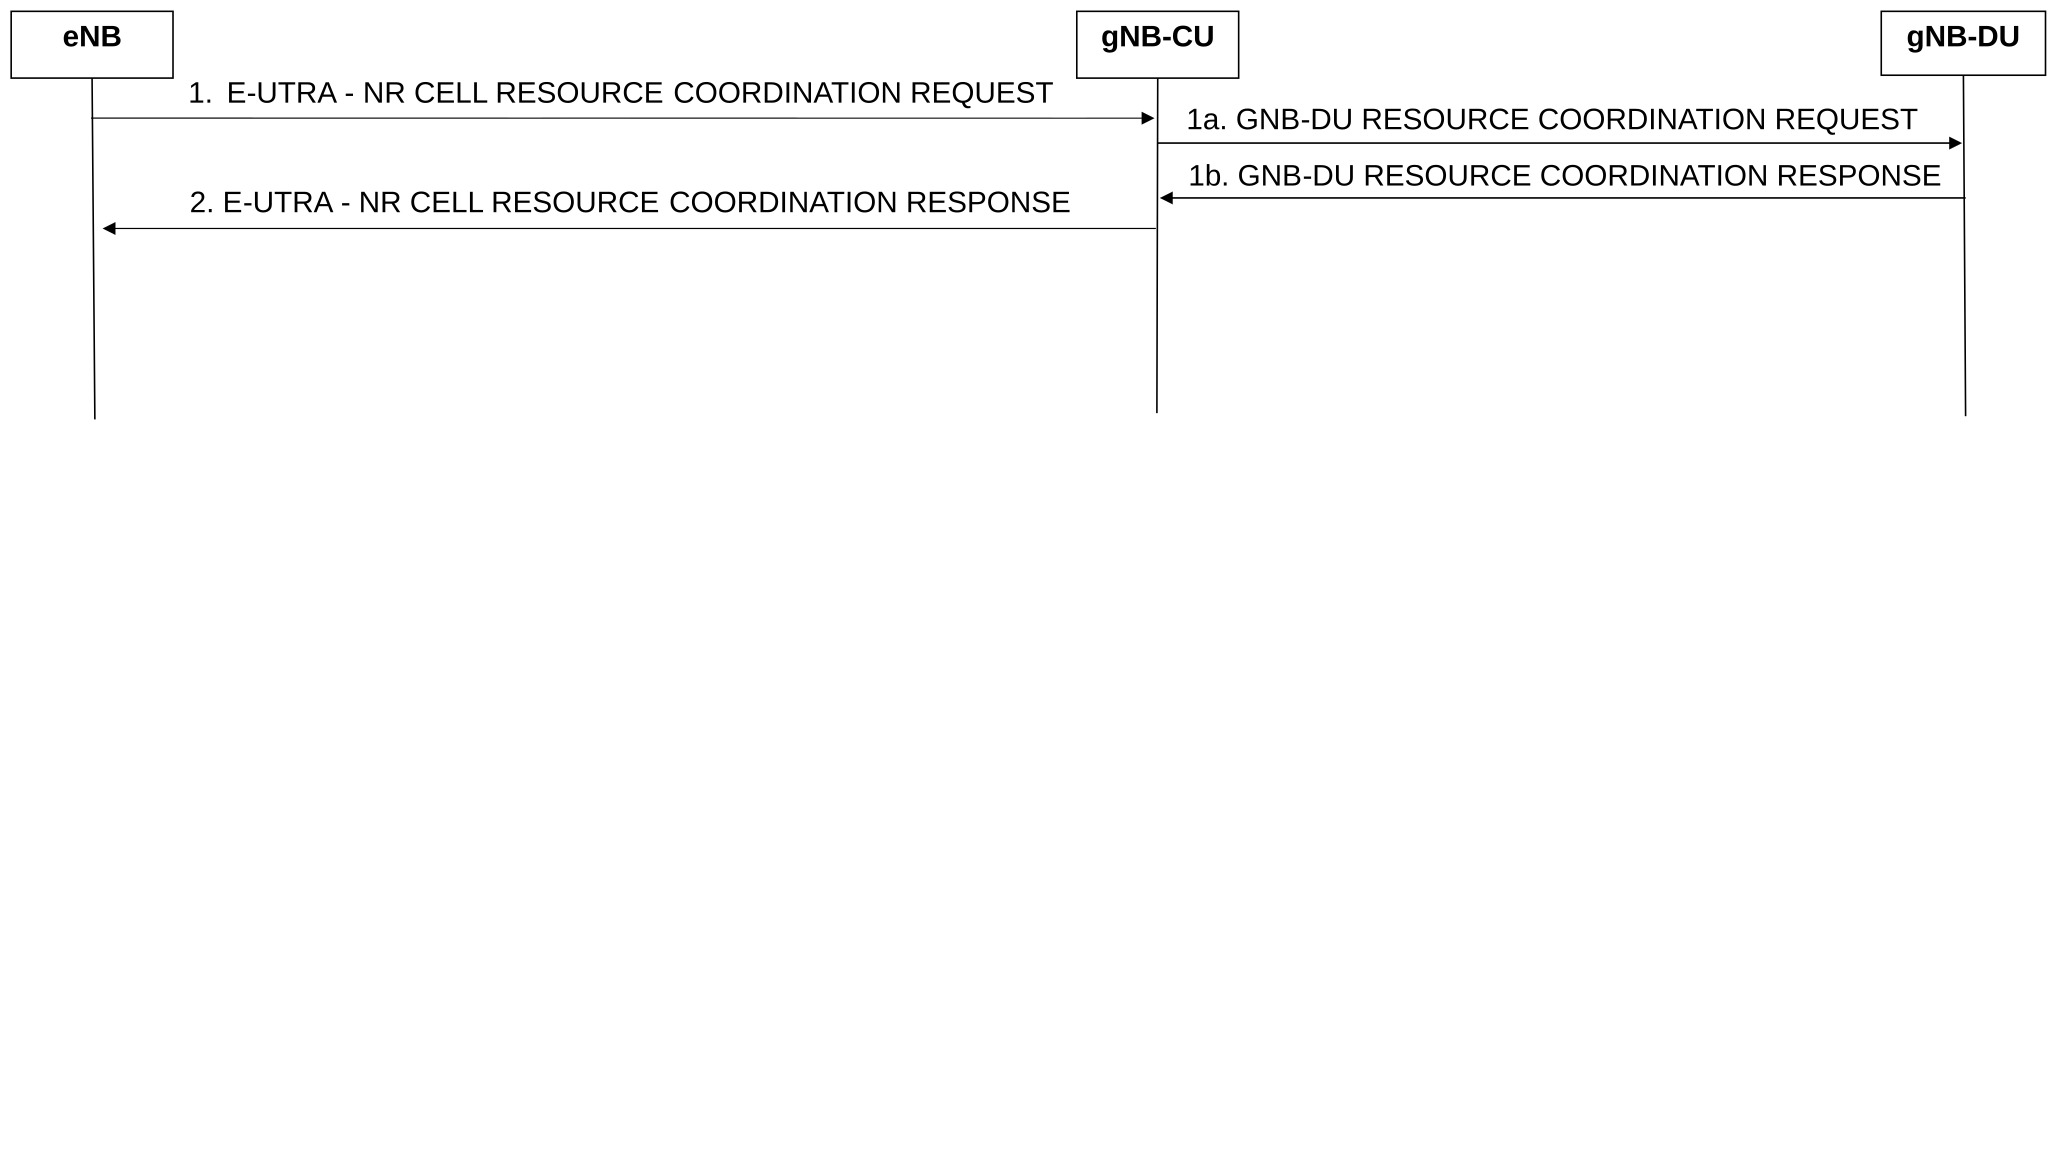 eNB
gNB-CU
gNB-DU
1. E-UTRA - NR CELL RESOURCE COORDINATION REQUEST
1a. GNB-DU RESOURCE COORDINATION REQUEST
1b. GNB-DU RESOURCE COORDINATION RESPONSE
2. E-UTRA - NR CELL RESOURCE COORDINATION RESPONSE